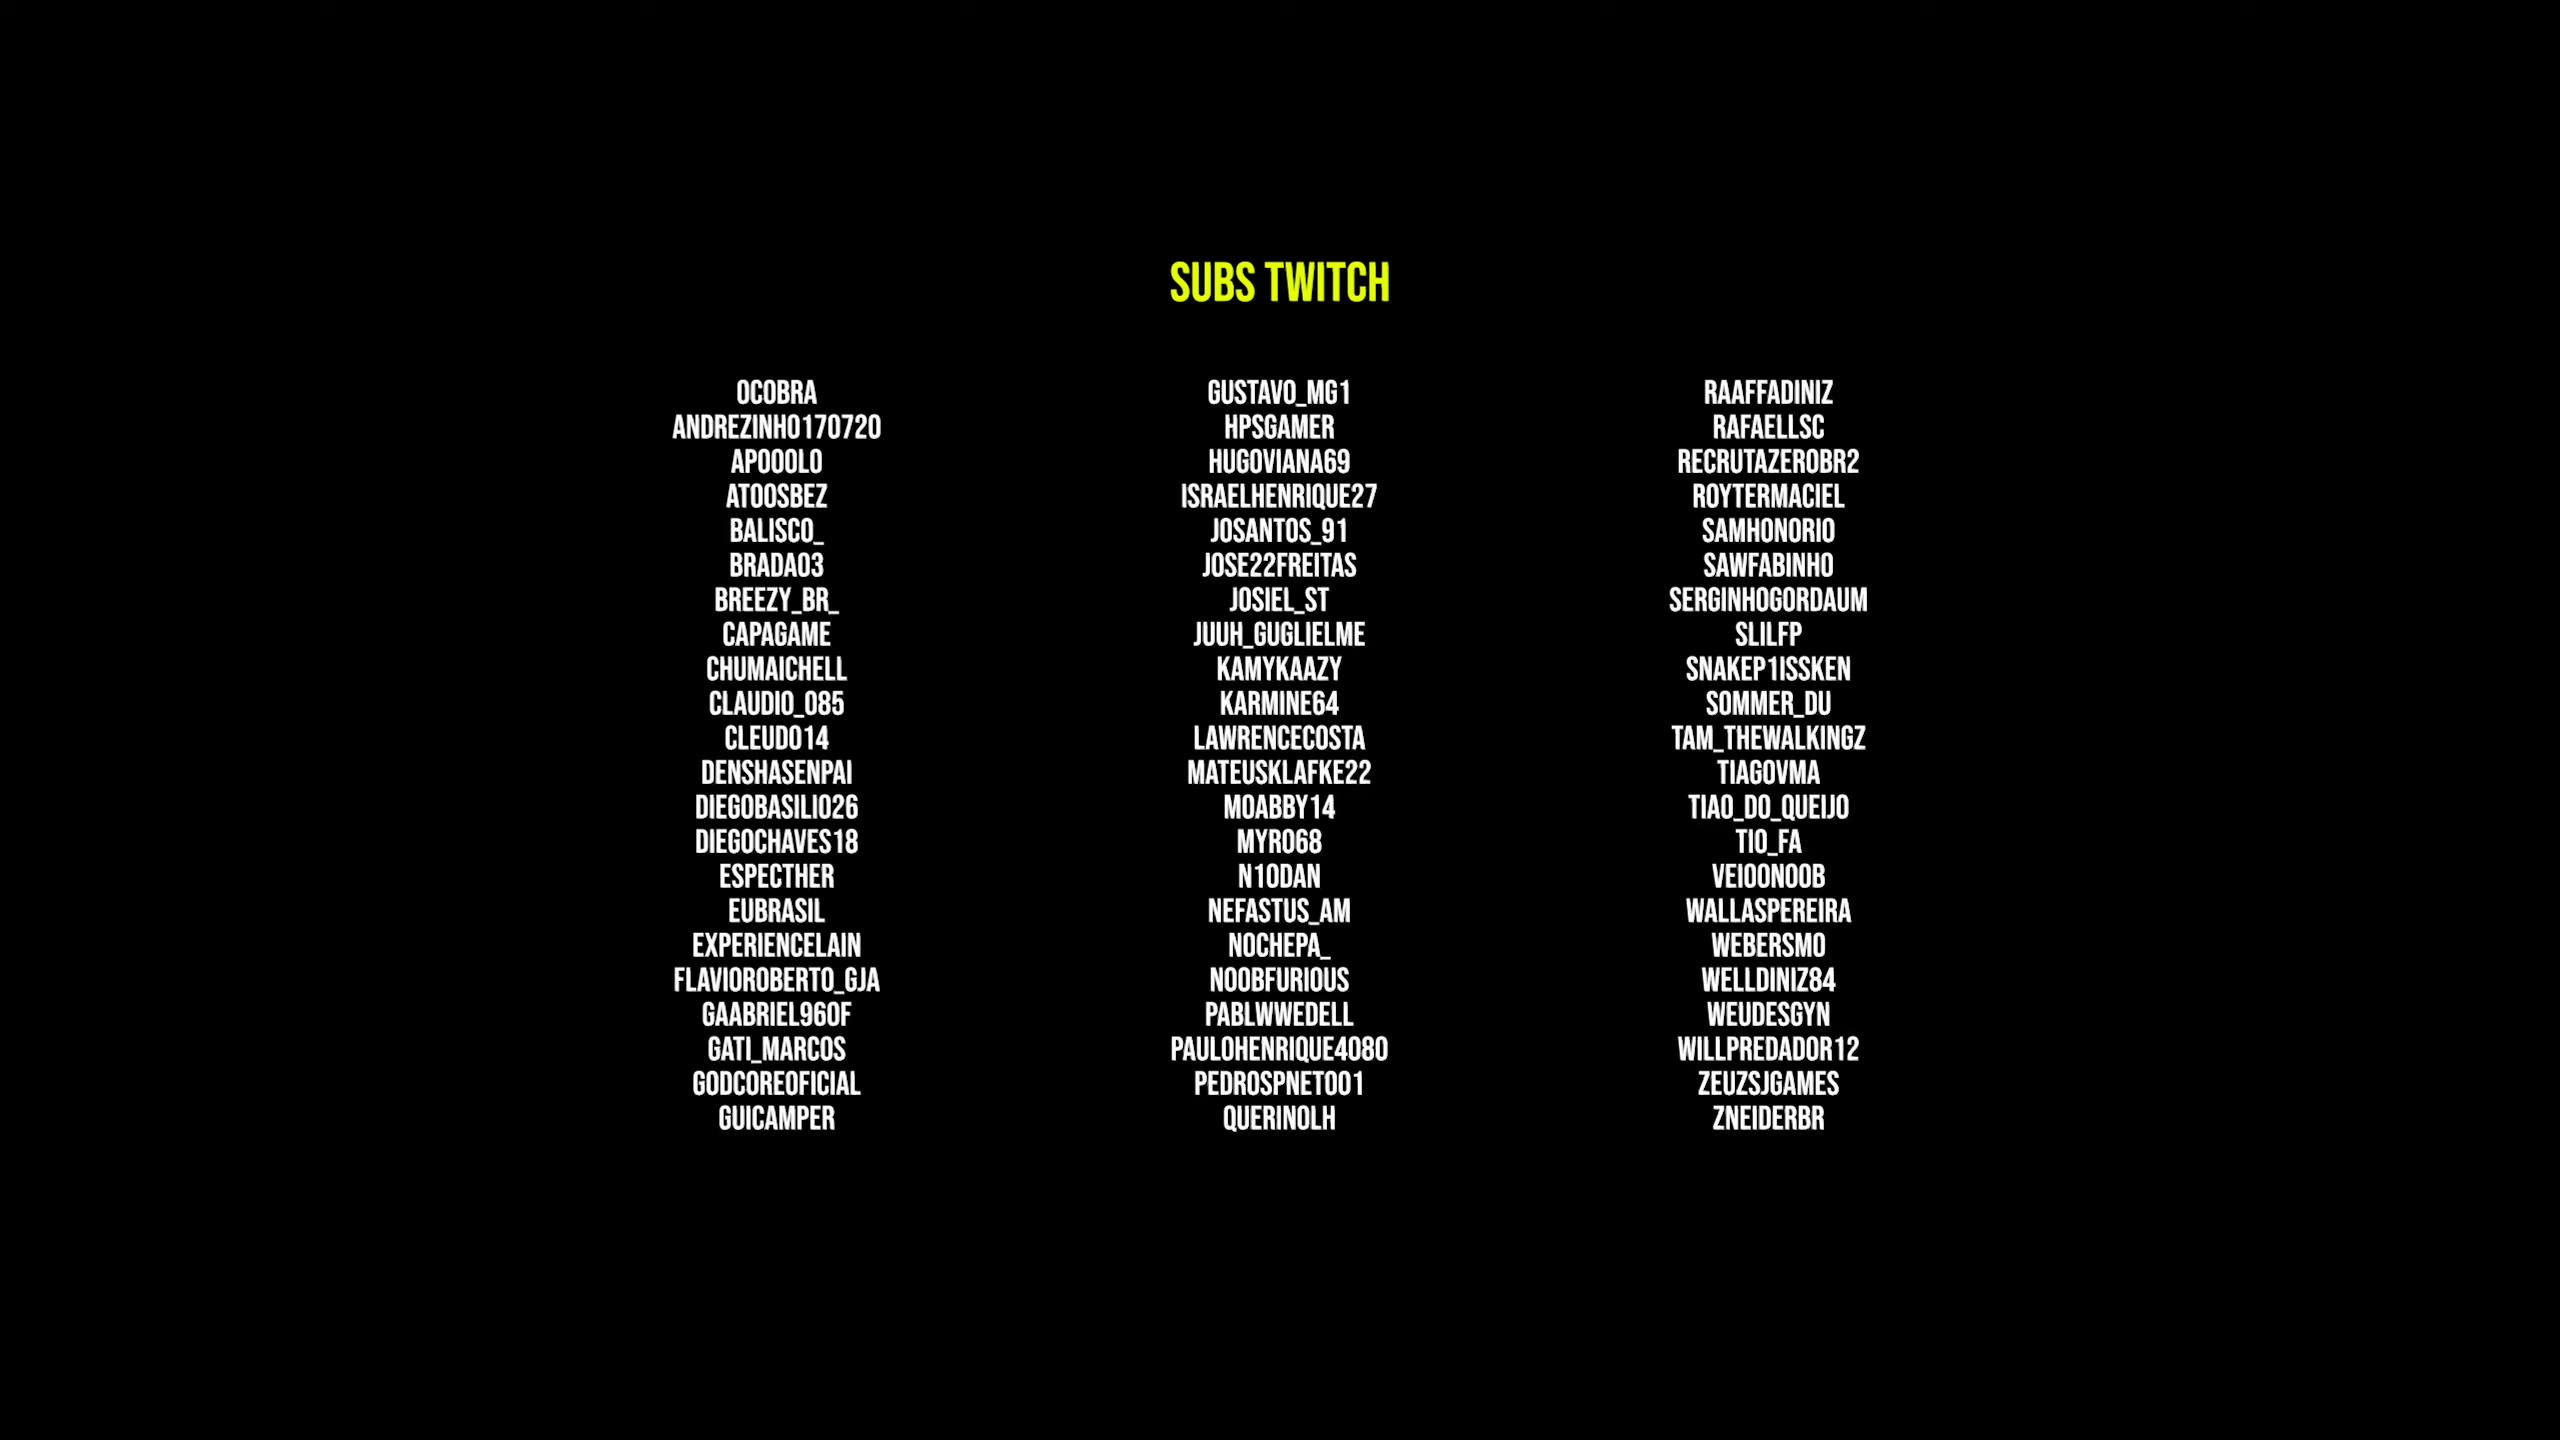 SUBS TWITCH
0COBRA
ANDREZINHO170720
APOOOLO
ATOOSBEZ
BALISCO_
BRADA03
BREEZY_BR_
CAPAGAME
CHUMAICHELL
CLAUDIO_085
CLEUDO14
DENSHASENPAI
DIEGOBASILIO26
DIEGOCHAVES18
ESPECTHER
EUBRASIL
EXPERIENCELAIN
FLAVIOROBERTO_GJA
GAABRIEL960F
GATI_MARCOS
GODCOREOFICIAL
GUICAMPER
GUSTAVO_MG1
HPSGAMER
HUGOVIANA69
ISRAELHENRIQUE27
JOSANTOS_91
JOSE22FREITAS
JOSIEL_ST
JUUH_GUGLIELME
KAMYKAAZY
KARMINE64
LAWRENCECOSTA
MATEUSKLAFKE22
MOABBY14
MYRO68
N10DAN
NEFASTUS_AM
NOCHEPA_
NOOBFURIOUS
PABLWWEDELL
PAULOHENRIQUE4080
PEDROSPNETO01
QUERINOLH
RAAFFADINIZ
RAFAELLSC
RECRUTAZEROBR2
ROYTERMACIEL
SAMHONORIO
SAWFABINHO
SERGINHOGORDAUM
SLILFP
SNAKEP1ISSKEN
SOMMER_DU
TAM_THEWALKINGZ
TIAGOVMA
TIAO_DO_QUEIJO
TIO_FA
VEIOONOOB
WALLASPEREIRA
WEBERSMO
WELLDINIZ84
WEUDESGYN
WILLPREDADOR12
ZEUZSJGAMES
ZNEIDERBR